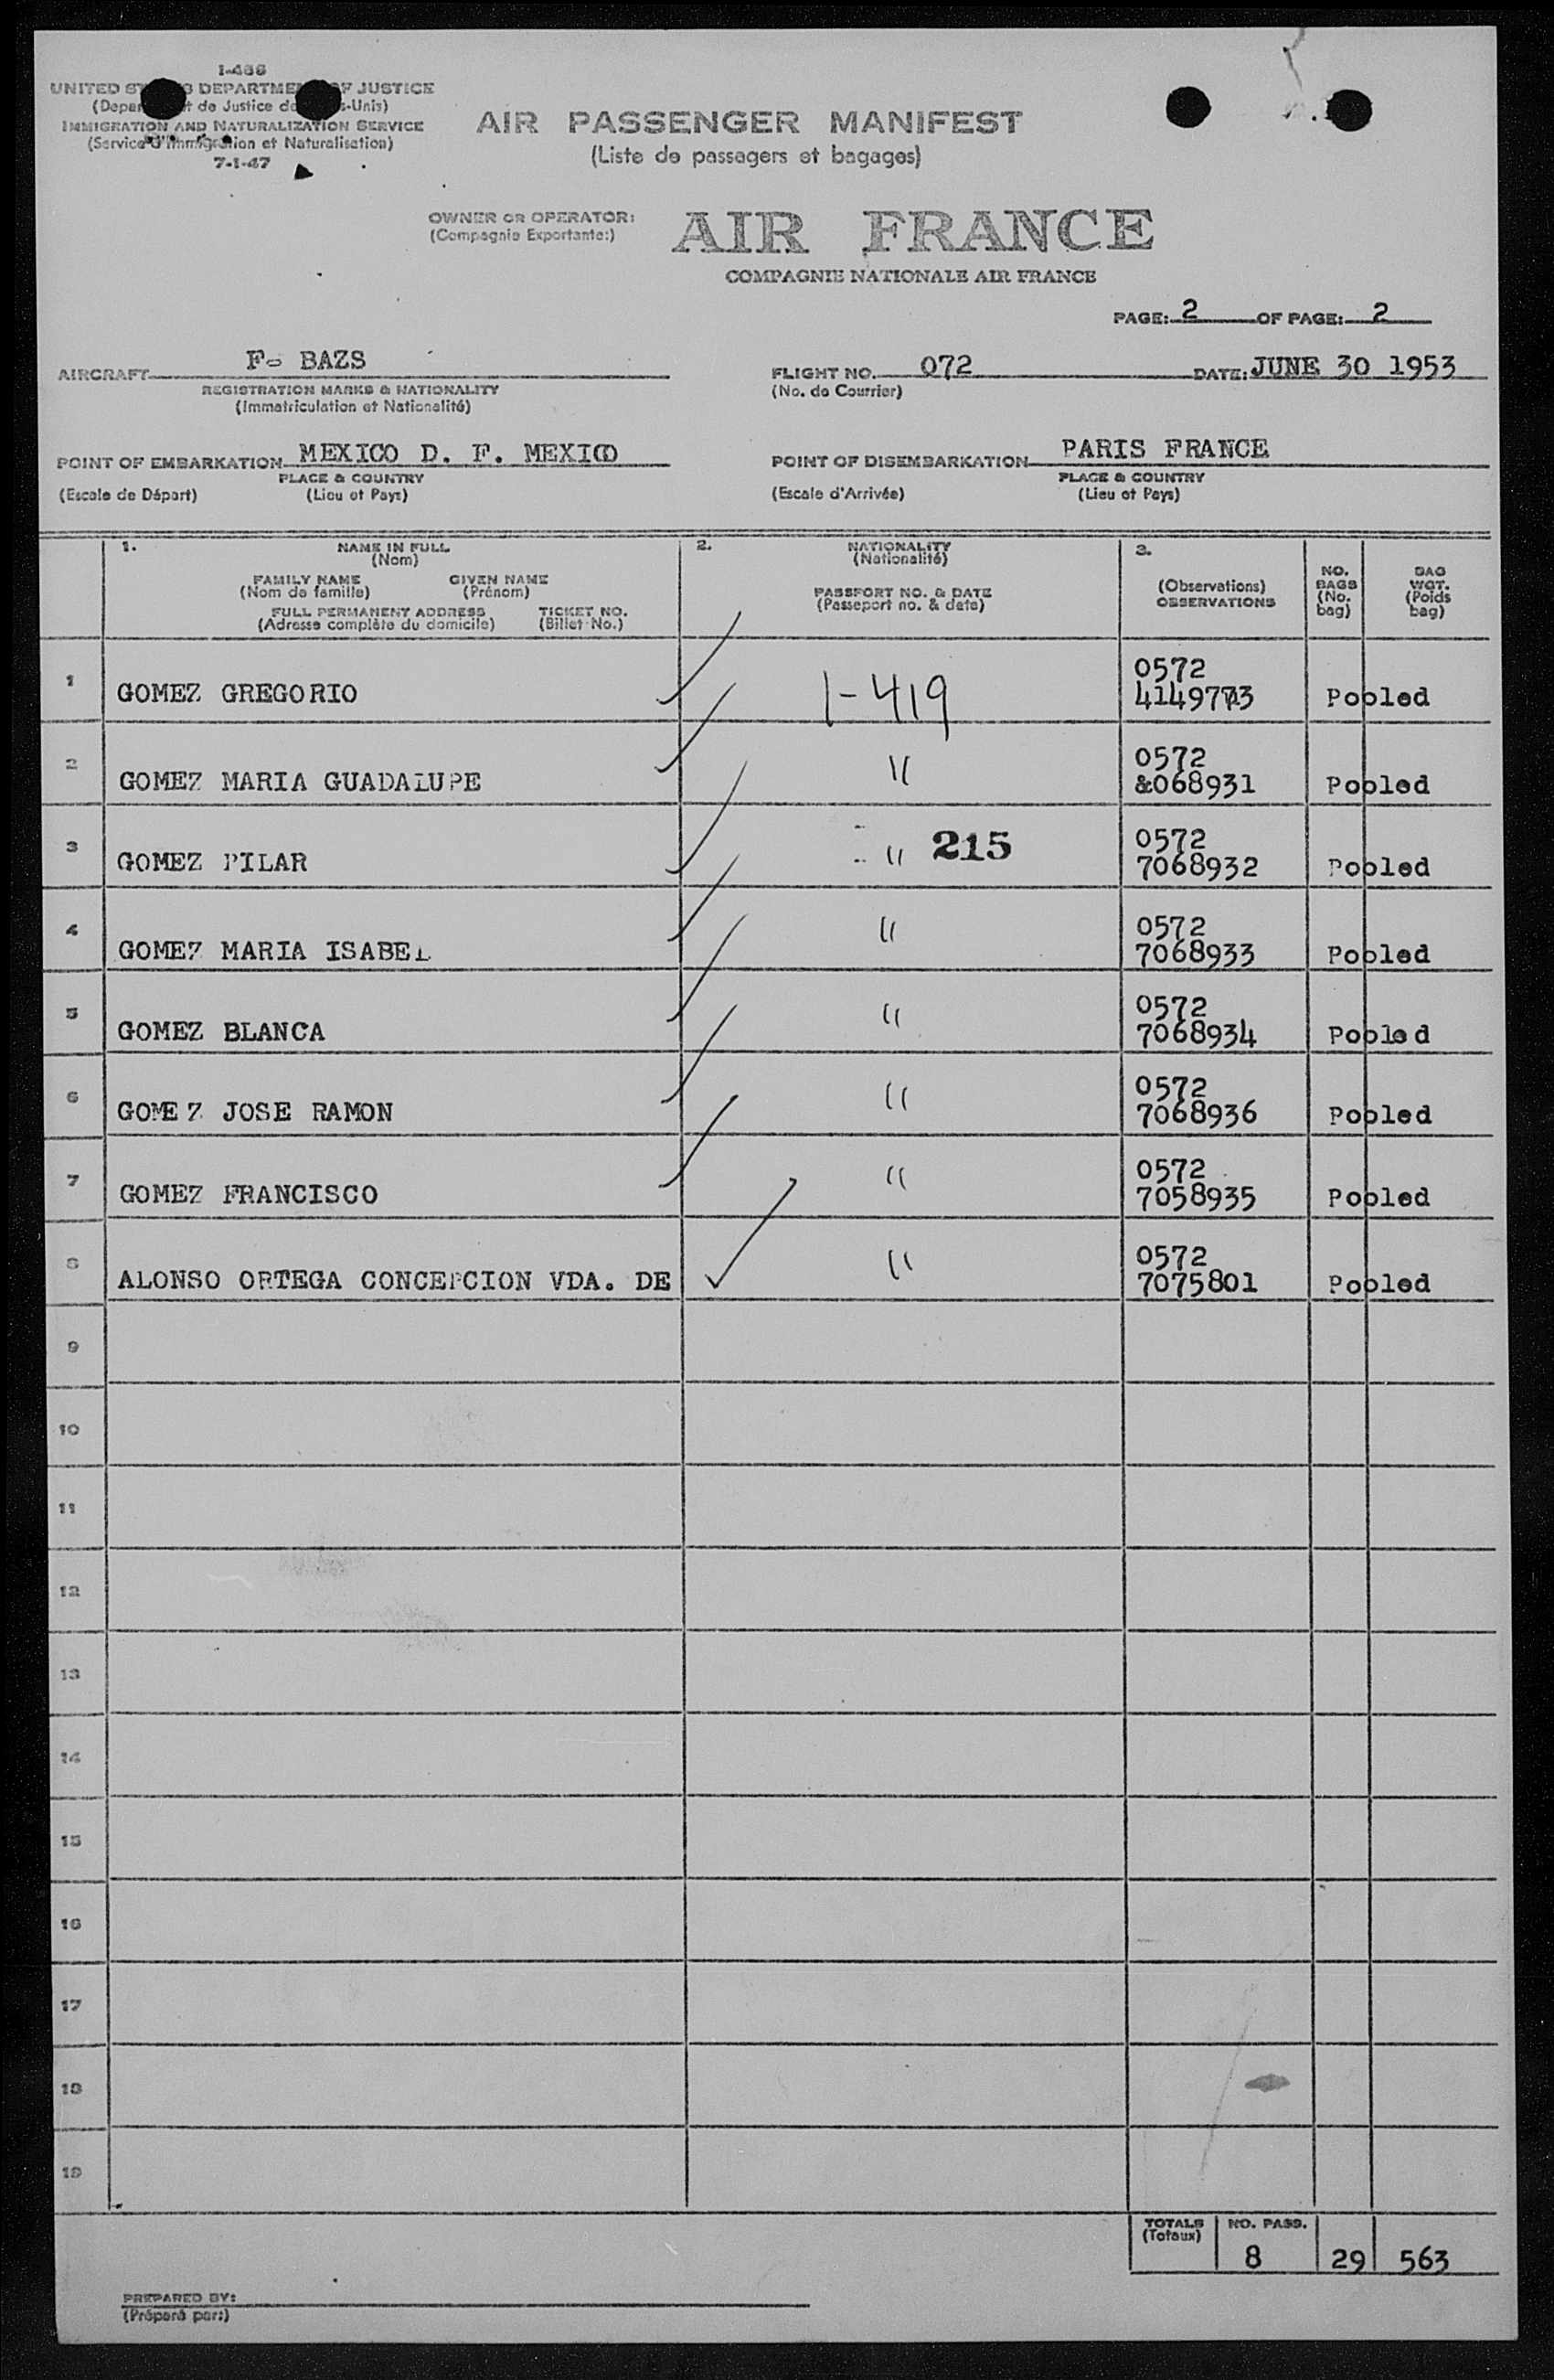 I-466
UNITED STATES DEPARTMENT OF JUSTICE
(Depar t de Justice de s-Unis)
IMMIGRATION AND NATURALIZATION SERVICE
(Service d'Immigration et Naturalisation)
7-1-47
AIR PASSENGER MANIFEST
(Liste de passagers et bagages)
OWNER OR OPERATOR:
(Compagnie Exportante:)
AIR FRANCE
COMPAGNIE NATIONALE AIR FRANCE
PAGE: 2 OF PAGE: 2
AIRCRAFT F- BAZS
REGISTRATION MARKS & NATIONALITY
(Immatriculation et Nationalité)
FLIGHT NO. 072 DATE: JUNE 30 1953
(No. de Courrier)
POINT OF EMBARKATION MEXICO D. F. MEXICO
PLACE & COUNTRY
(Escale de Départ) (Lieu et Pays)
POINT OF DISEMBARKATION PARIS FRANCE
PLACE & COUNTRY
(Escale d'Arrivée) (Lieu et Pays)
1. NAME IN FULL
(Nom)
FAMILY NAME GIVEN NAME
(Nom de famille) (Prénom)
FULL PERMANENT ADDRESS TICKET NO.
(Adresse complète du domicile) (Billet No.)
2. NATIONALITY
(Nationalité)
PASSPORT NO. & DATE
(Passeport no. & date)
3.
(Observations)
OBSERVATIONS
NO.
BAGS
(No.
bag)
BAG
WGT.
(Poids
bag)
0572
1 GOMEZ GREGORIO 1-419 Pooled
0572
2 GOMEZ MARIA GUADALUPE " &068931 Pooled
0572
3 GOMEZ PILAR " 215 7068932 Pooled
0572
4 GOMEZ MARIA ISABEL " 7068933 Pooled
0572
5 GOMEZ BLANCA " 7068934 Pooled
0572
6 GOMEZ JOSE RAMON " 7068936 Pooled
0572
7 GOMEZ FRANCISCO " 7058935 Pooled
0572
8 ALONSO ORTEGA CONCEPCION VDA. DE " 7075801 Pooled
9
10
11
12
13
14
15
16
17
18
19
TOTALS NO. PASS.
(Totaux) 8 29 563
PREPARED BY:
(Préparé par:)